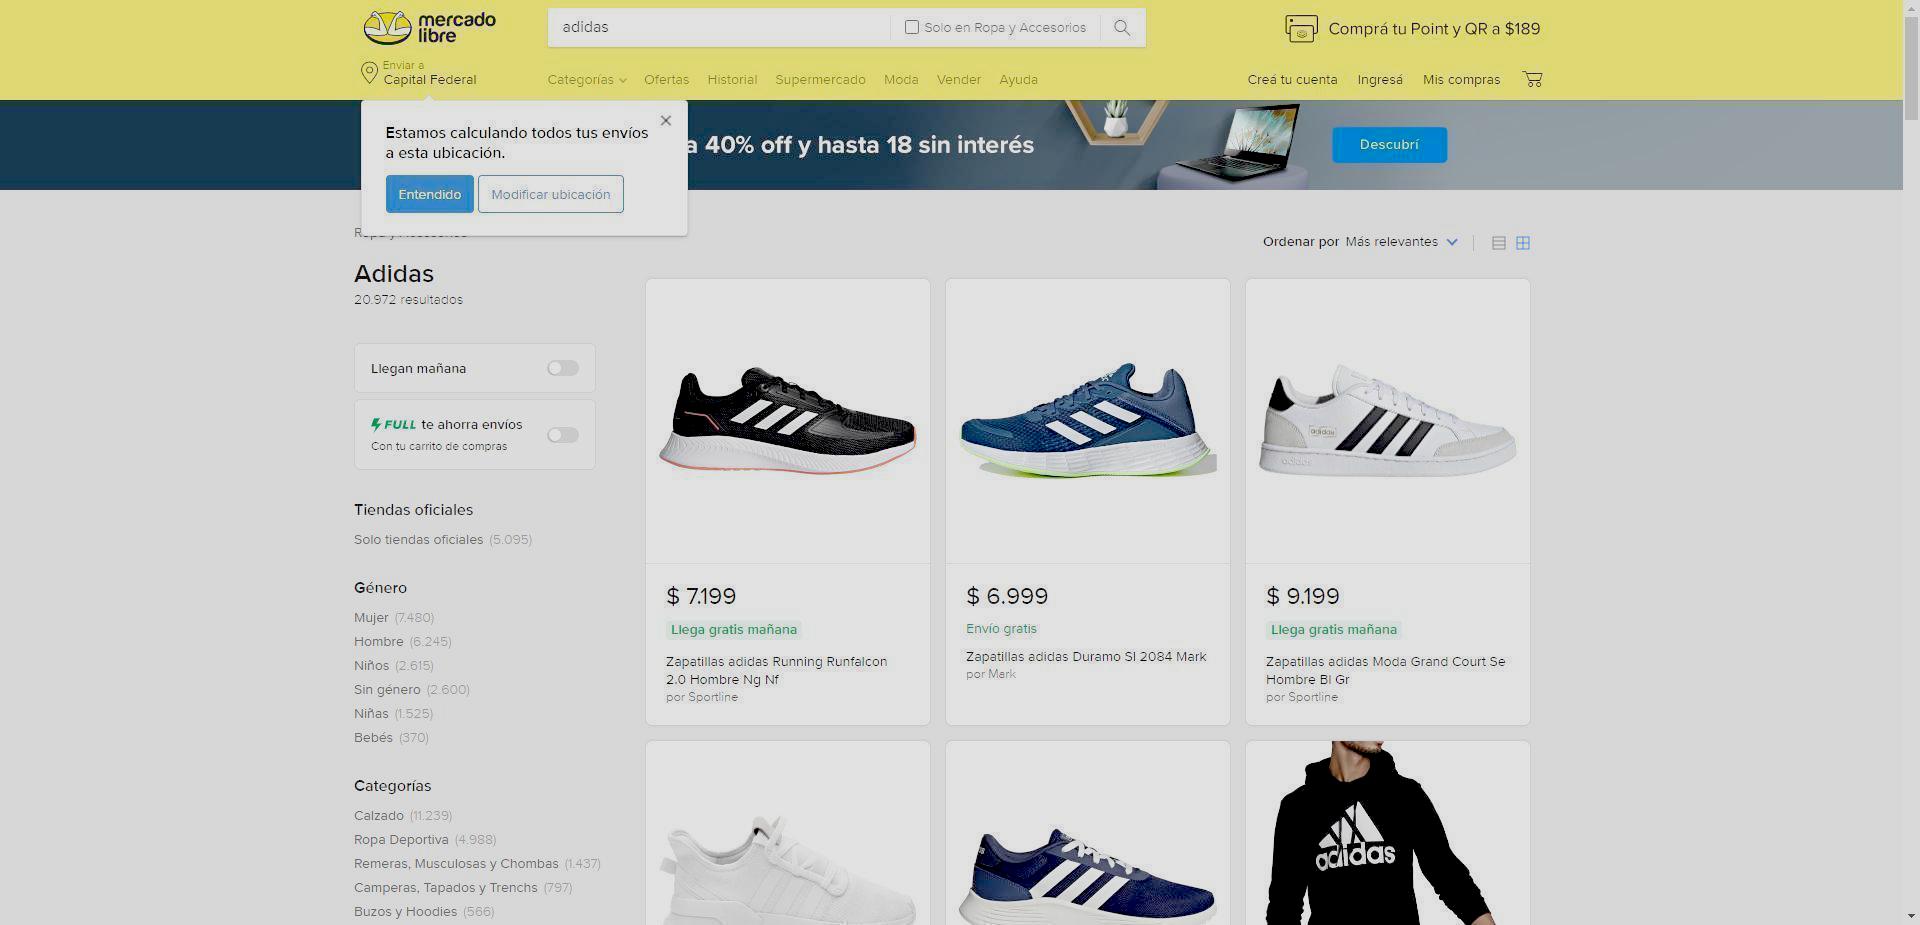 mercado
libre
adidas
Solo en Ropa y Accesorios
Comprá tu Point y QR a $189
Enviar a
Capital Federal
Categorías
Ofertas
Historial
Supermercado
Moda
Vender
Ayuda
Creá tu cuenta
Ingresá
Mis compras
Estamos calculando todos tus envíos
a esta ubicación.
Entendido
Modificar ubicación
a 40% off y hasta 18 sin interés
Descubrí
Ordenar por Más relevantes
Adidas
20.972 resultados
Llegan mañana
FULL te ahorra envíos
Con tu carrito de compras
Tiendas oficiales
Solo tiendas oficiales (5.095)
Género
Mujer (7.480)
Hombre (6.245)
Niños (2.615)
Sin género (2.600)
Niñas (1.525)
Bebés (370)
Categorías
Calzado (11.239)
Ropa Deportiva (4.988)
Remeras, Musculosas y Chombas (1.437)
Camperas, Tapados y Trenchs (797)
Buzos y Hoodies (566)
$ 7.199
Llega gratis mañana
Zapatillas adidas Running Runfalcon
2.0 Hombre Ng Nf
por Sportline
$ 6.999
Envío gratis
Zapatillas adidas Duramo Sl 2084 Mark
por Mark
adidas
adidas
$ 9.199
Llega gratis mañana
Zapatillas adidas Moda Grand Court Se
Hombre Bl Gr
por Sportline
adidas